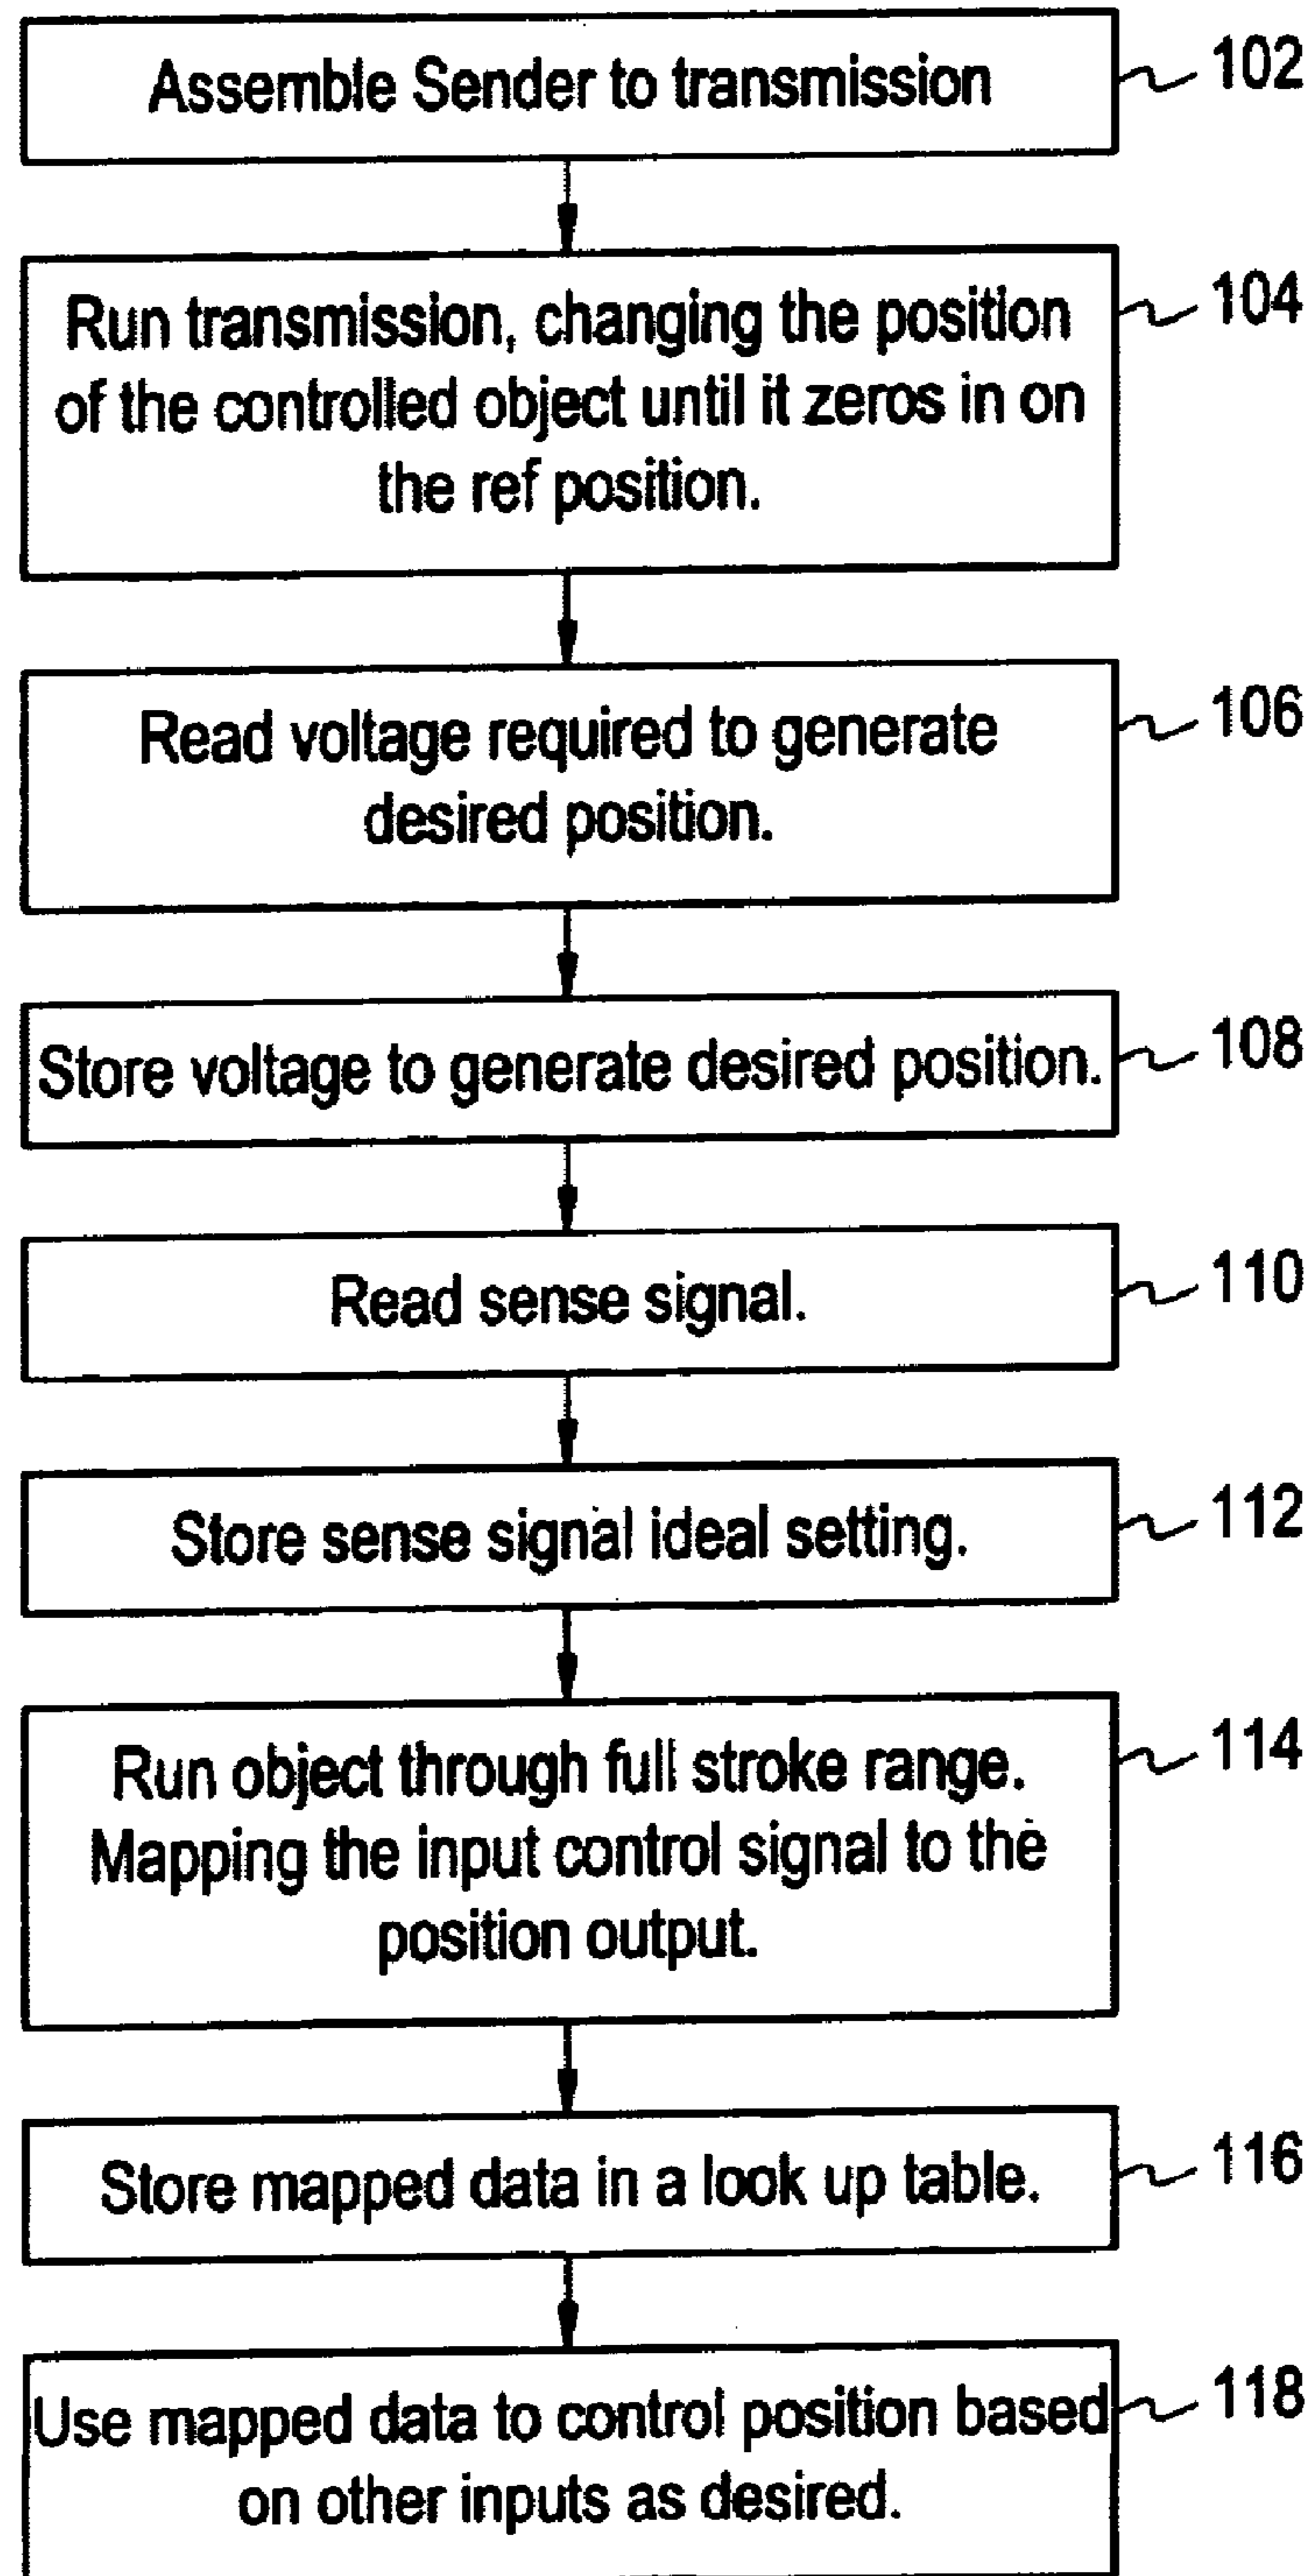 Assemble Sender to transmission
102
Run transmission, changing the position
of the controlled object until it zeros in on
the ref position.
104
Read voltage required to generate
desired position.
106
Store voltage to generate desired position.
108
Read sense signal.
110
Store sense signal ideal setting.
112
Run object through full stroke range.
Mapping the input control signal to the
position output.
114
Store mapped data in a look up table.
116
Use mapped data to control position based
on other inputs as desired.
118